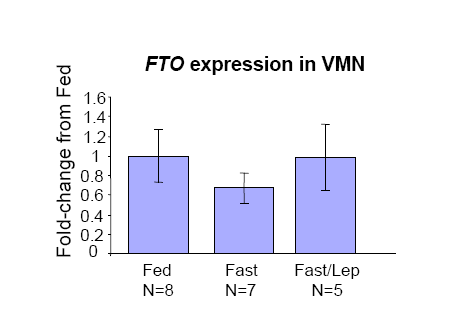 FTO expression in VMN
Fold-change from Fed
1.6
1.4
1.2
1
0.8
0.6
0.4
0.2
0
Fed Fast Fast/Lep
N=8 N=7 N=5